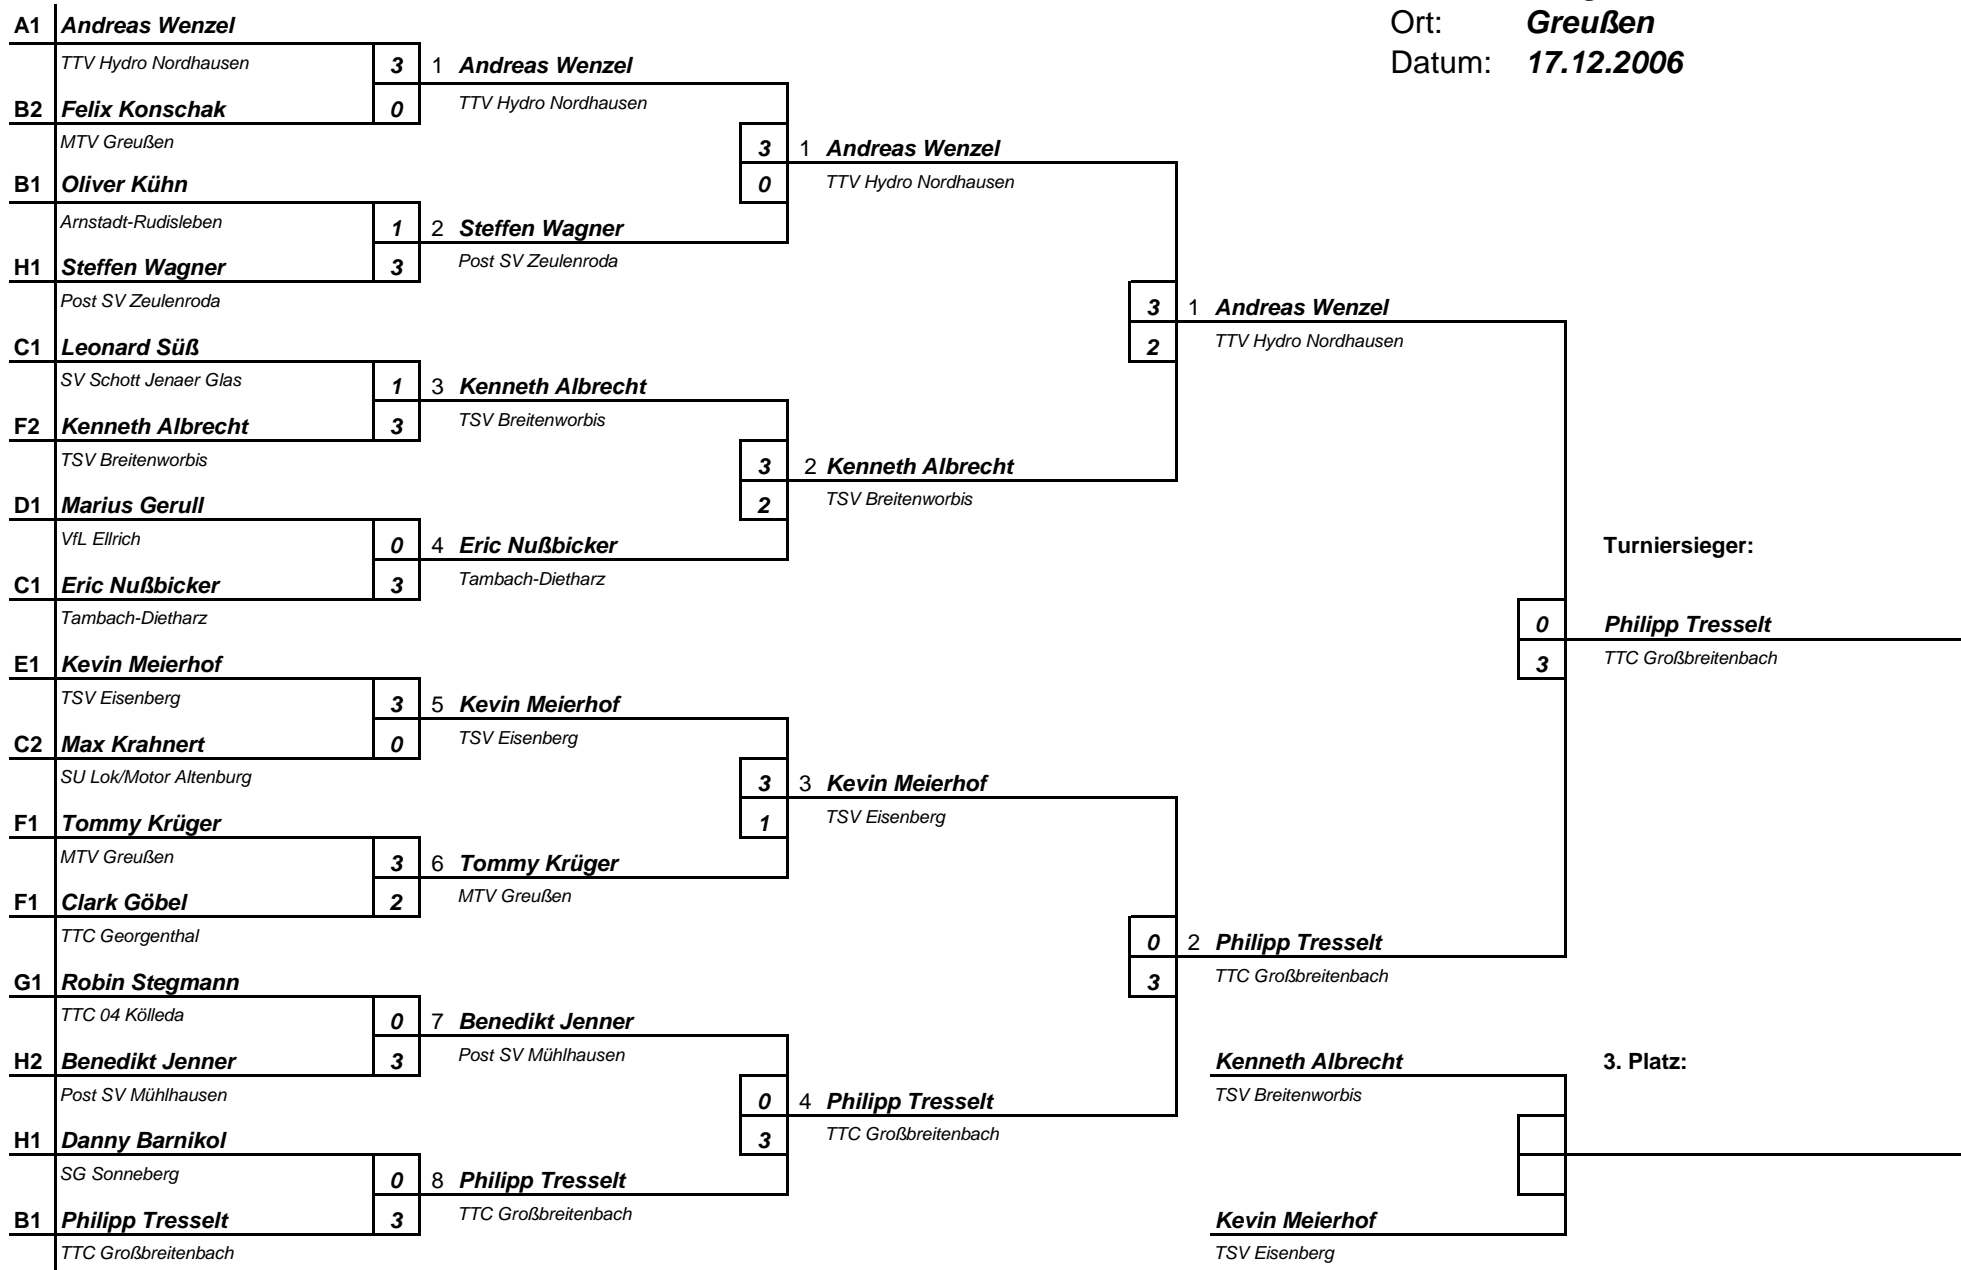 Ort: Greußen
Datum: 17.12.2006
A1 Andreas Wenzel
TTV Hydro Nordhausen 3
B2 Felix Konschak 0
MTV Greußen
B1 Oliver Kühn
Arnstadt-Rudisleben 1
H1 Steffen Wagner 3
Post SV Zeulenroda
C1 Leonard Süß
SV Schott Jenaer Glas 1
F2 Kenneth Albrecht 3
TSV Breitenworbis
D1 Marius Gerull
VfL Ellrich 0
C1 Eric Nußbicker 3
Tambach-Dietharz
E1 Kevin Meierhof
TSV Eisenberg 3
C2 Max Krahnert 0
SU Lok/Motor Altenburg
F1 Tommy Krüger
MTV Greußen 3
F1 Clark Göbel 2
TTC Georgenthal
G1 Robin Stegmann
TTC 04 Kölleda 0
H2 Benedikt Jenner 3
Post SV Mühlhausen
H1 Danny Barnikol
SG Sonneberg 0
B1 Philipp Tresselt 3
TTC Großbreitenbach
1 Andreas Wenzel
TTV Hydro Nordhausen
3
0
2 Steffen Wagner
Post SV Zeulenroda
3 Kenneth Albrecht
TSV Breitenworbis
3
2
4 Eric Nußbicker
Tambach-Dietharz
5 Kevin Meierhof
TSV Eisenberg
3
1
6 Tommy Krüger
MTV Greußen
7 Benedikt Jenner
Post SV Mühlhausen
0
3
8 Philipp Tresselt
TTC Großbreitenbach
1 Andreas Wenzel
TTV Hydro Nordhausen
3
2
2 Kenneth Albrecht
TSV Breitenworbis
3 Kevin Meierhof
TSV Eisenberg
0
3
4 Philipp Tresselt
TTC Großbreitenbach
1 Andreas Wenzel
TTV Hydro Nordhausen
0
3
2 Philipp Tresselt
TTC Großbreitenbach
Turniersieger:
Philipp Tresselt
TTC Großbreitenbach
Kenneth Albrecht
TSV Breitenworbis
3. Platz:
Kevin Meierhof
TSV Eisenberg